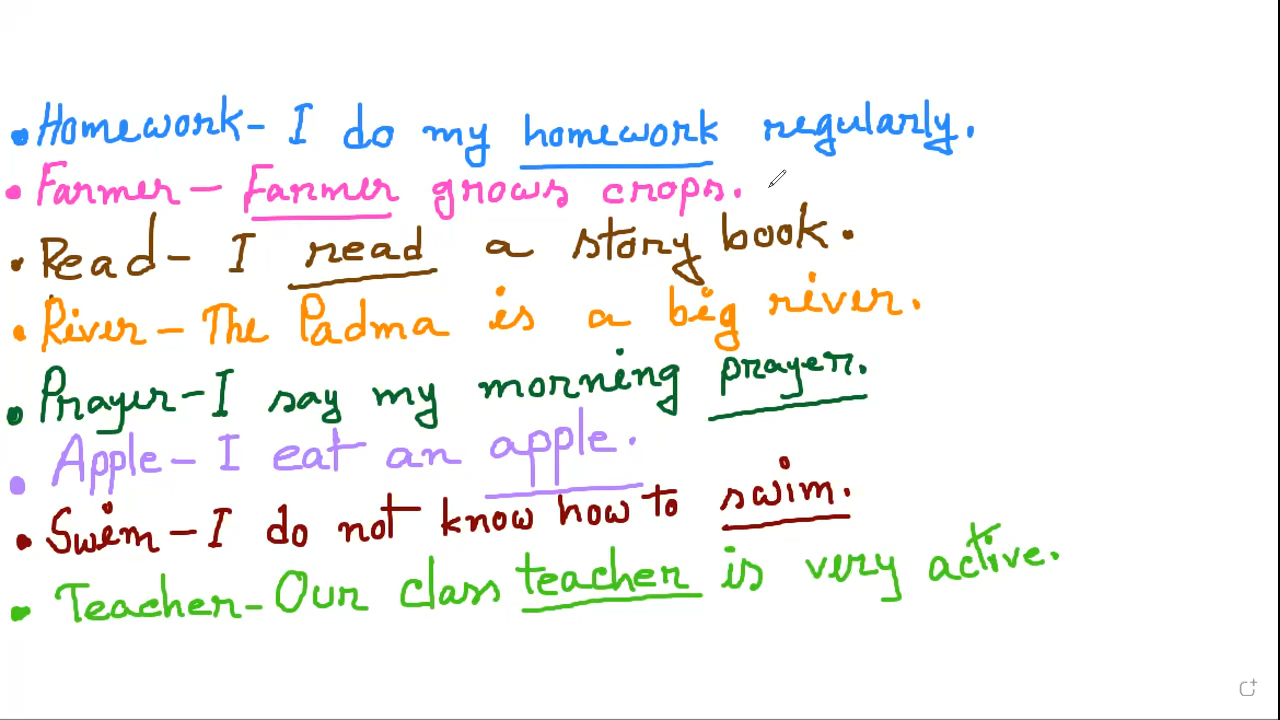 • Homework- I do my homework regularly.
• Farmer - Farmer grows crops.
• Read- I read a story book.
• River - The Padma is a big river.
• Prayer - I say my morning prayer.
• Apple - I eat an apple.
• Swim - I do not know how to swim.
• Teacher - Our class teacher is very active.